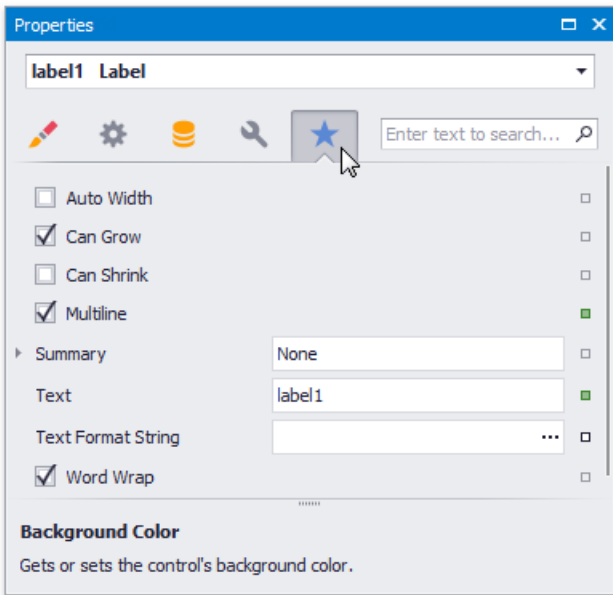 Properties
label1 Label
Enter text to search...
Auto Width
Can Grow
Can Shrink
Multiline
Summary None
Text label1
Text Format String ...
Word Wrap
Background Color
Gets or sets the control's background color.